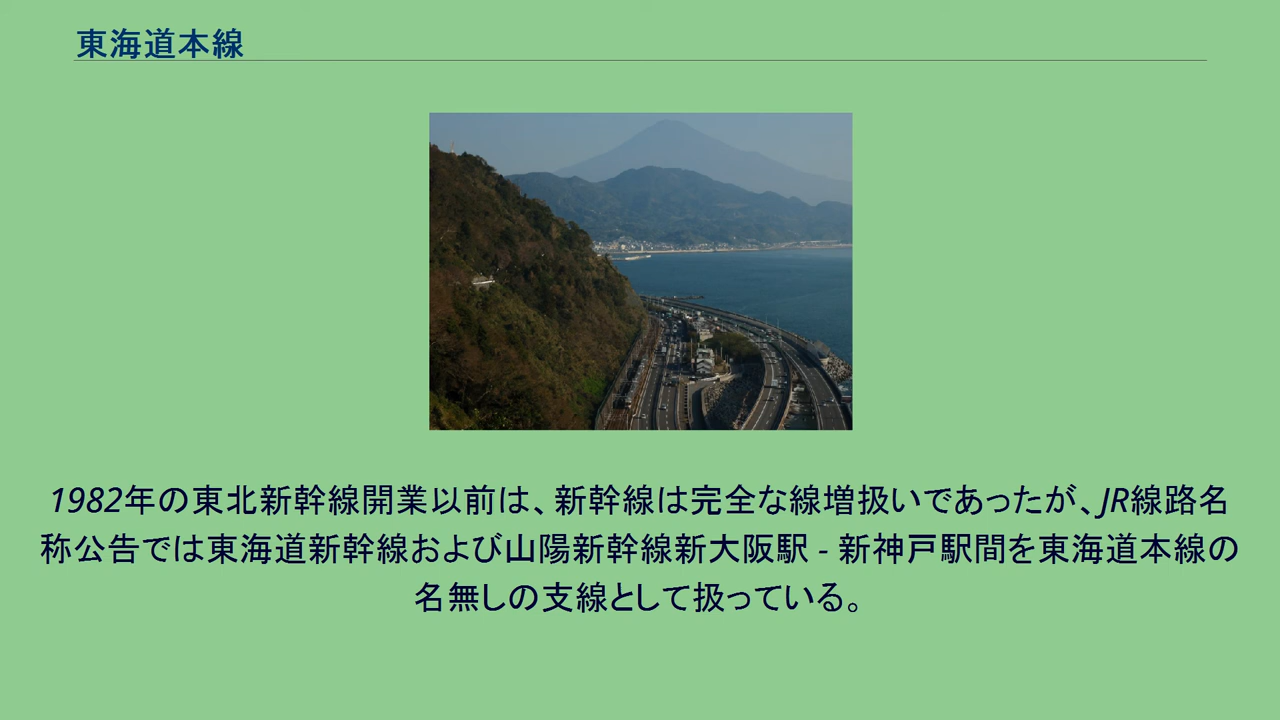 東海道本線
1982年の東北新幹線開業以前は、新幹線は完全な線増扱いであったが、JR線路名
称公告では東海道新幹線および山陽新幹線新大阪駅 - 新神戸駅間を東海道本線の
名無しの支線として扱っている。